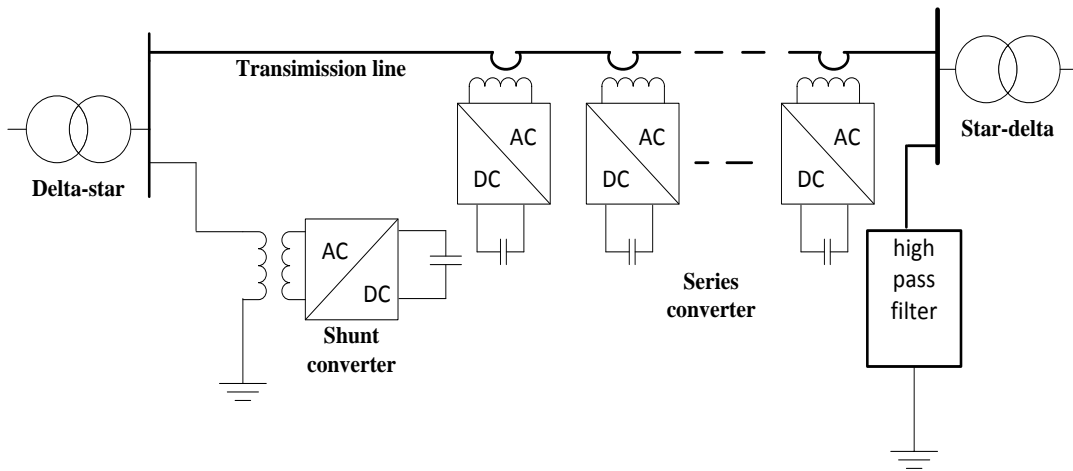 Transimission line
Delta-star
AC
DC
AC
DC
AC
DC
Star-delta
AC
DC
Shunt
converter
Series
converter
high
pass
filter